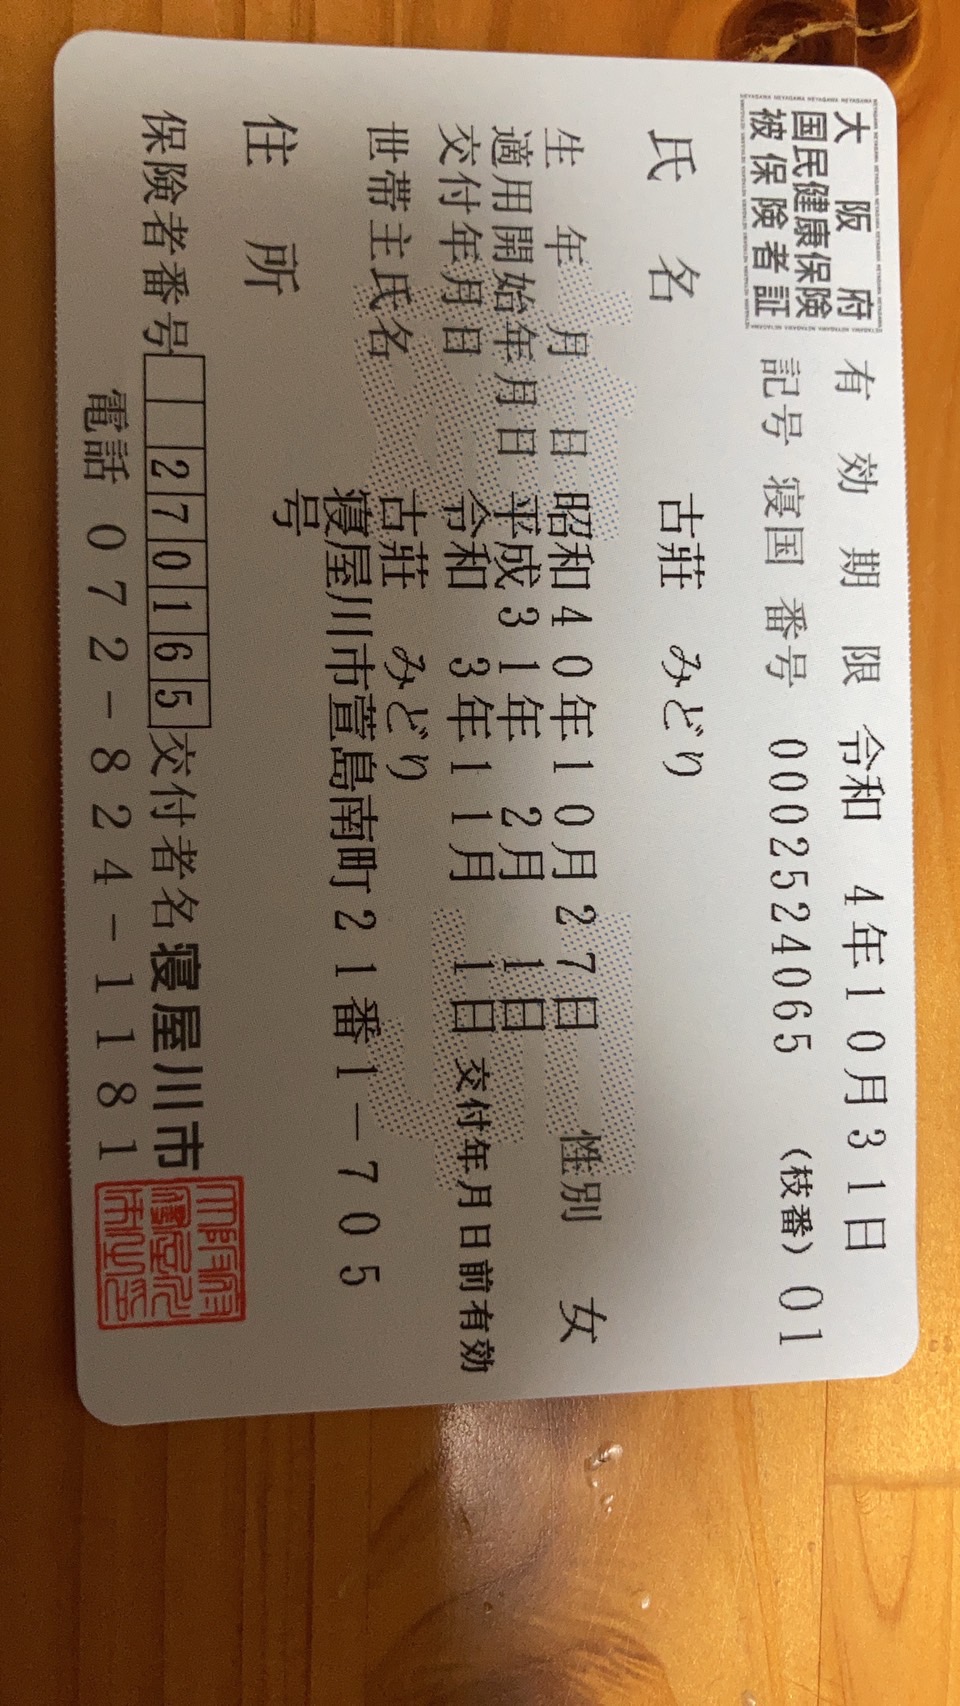 大阪府
国民健康保険
被保険者証
有効期限 令和 4年10月31日
記号 寝国 番号 0002524065 (枝番) 01
氏名 古莊 みどり
生年月日 昭和40年10月27日 性別 女
適用開始年月日 平成31年 2月 1日
交付年月日 令和 3年11月 1日 交付年月日前有効
世帯主氏名 古莊 みどり
住所 寝屋川市萱島南町21番1-705
号
保険者番号 270165 交付者名 寝屋川市
電話 072-824-1181